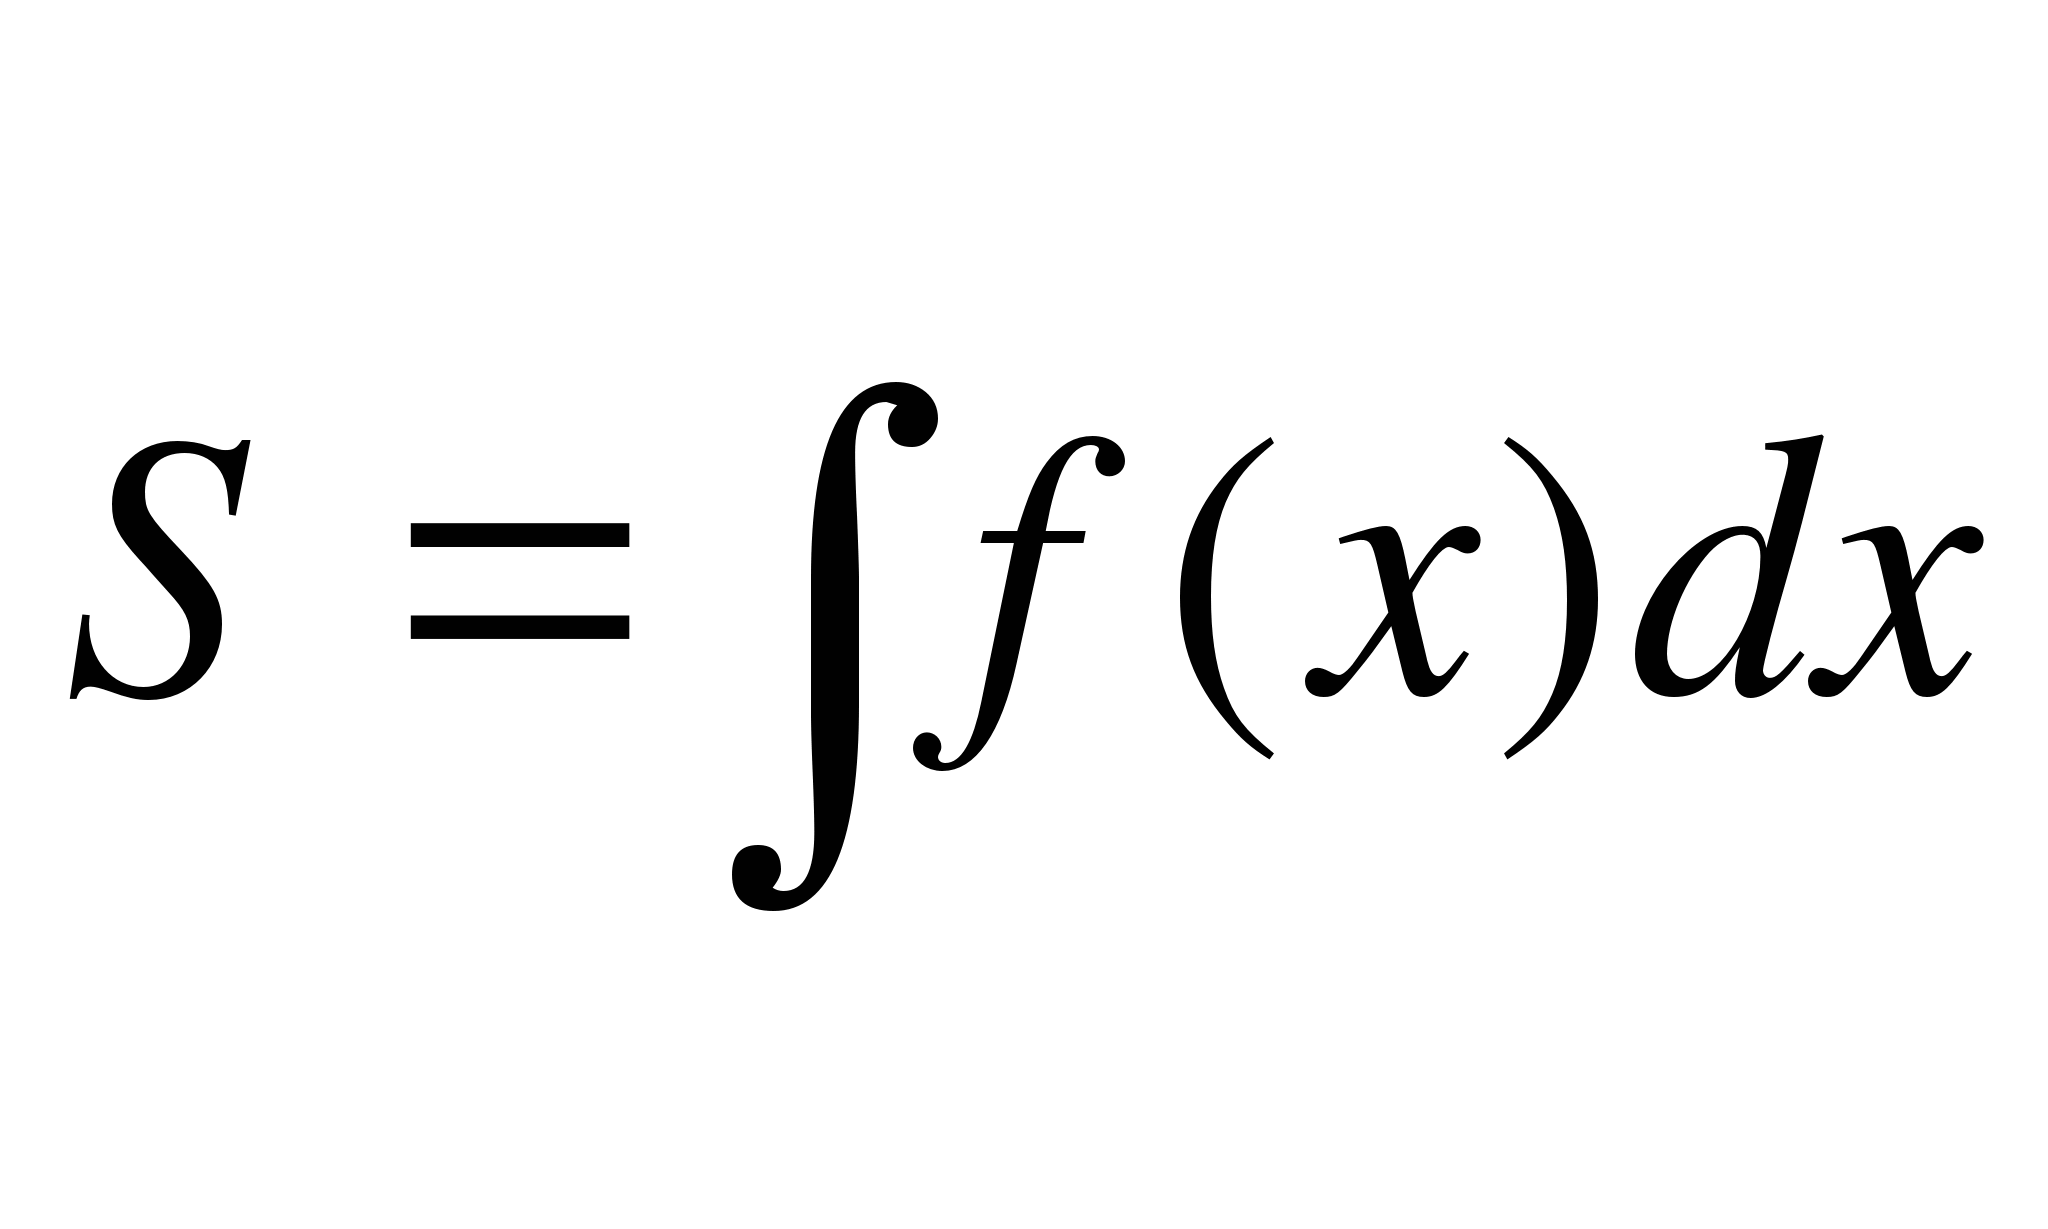 S = ∫f(x)dx